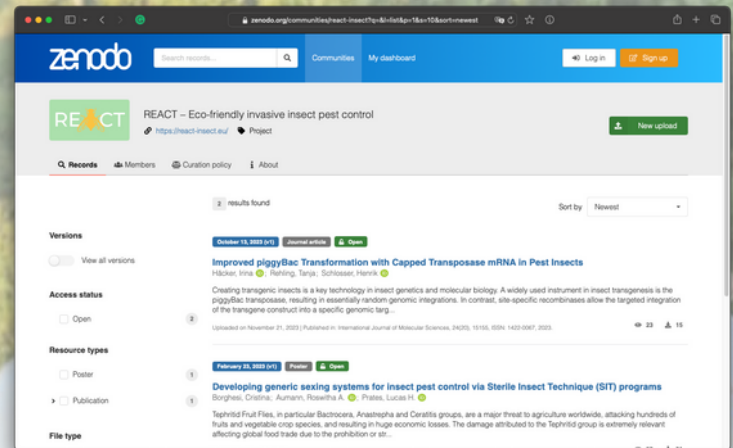 zenodo.org/communities/react-insect?q=&l=list&p=1&s=10&sort=newest
zenodo
Search records...
Communities
My dashboard
Log in
Sign up
RE CT
REACT – Eco-friendly invasive insect pest control
https://react-insect.eu/ Project
New upload
Records
Members
Curation policy
About
2 results found
Sort by Newest
Versions
View all versions
Access status
Open 2
Resource types
Poster 1
Publication 1
File type
October 13, 2023 (v1) Journal article Open
Improved piggyBac Transformation with Capped Transposase mRNA in Pest Insects
Häcker, Irina; Rehling, Tanja; Schlosser, Henrik
Creating transgenic insects is a key technology in insect genetics and molecular biology. A widely used instrument in insect transgenesis is the
piggyBac transposase, resulting in essentially random genomic integrations. In contrast, site-specific recombinases allow the targeted integration
of the transgene construct into a specific genomic targ...
Uploaded on November 21, 2023 | Published in: International Journal of Molecular Sciences, 24(20), 15155, ISSN: 1422-0067, 2023.
23 15
February 23, 2023 (v1) Poster Open
Developing generic sexing systems for insect pest control via Sterile Insect Technique (SIT) programs
Borghesi, Cristina; Aumann, Roswitha A.; Prates, Lucas H.
Tephritid Fruit Flies, in particular Bactrocera, Anastrepha and Ceratitis groups, are a major threat to agriculture worldwide, attacking hundreds of
fruits and vegetable crop species, and resulting in huge economic losses. The damage attributed to the Tephritid group is extremely relevant
affecting global food trade due to the prohibition or str...